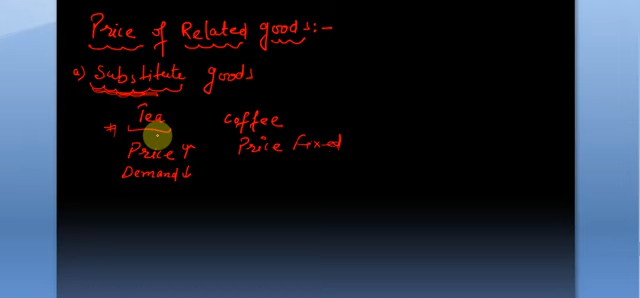 Price of Related goods:-
a) Substitute goods
⇒ Tea coffee
Price ↑ Price Fixed
Demand ↓